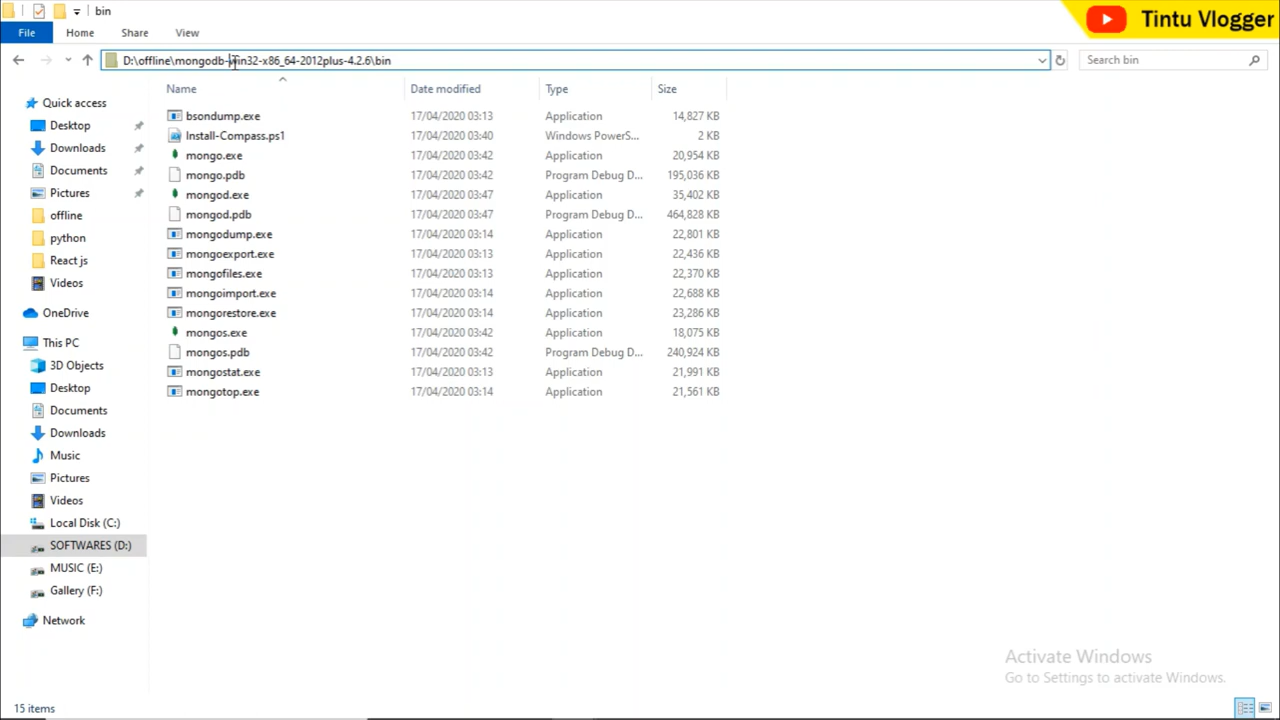 bin
Tintu Vlogger
File Home Share View
D:\offline\mongodb-win32-x86_64-2012plus-4.2.6\bin
Search bin
Name Date modified Type Size
Quick access
Desktop
Downloads
Documents
Pictures
offline
python
React js
Videos
OneDrive
This PC
3D Objects
Desktop
Documents
Downloads
Music
Pictures
Videos
Local Disk (C:)
SOFTWARES (D:)
MUSIC (E:)
Gallery (F:)
Network
bsondump.exe 17/04/2020 03:13 Application 14,827 KB
Install-Compass.ps1 17/04/2020 03:40 Windows PowerS... 2 KB
mongo.exe 17/04/2020 03:42 Application 20,954 KB
mongo.pdb 17/04/2020 03:42 Program Debug D... 195,036 KB
mongod.exe 17/04/2020 03:47 Application 35,402 KB
mongod.pdb 17/04/2020 03:47 Program Debug D... 464,828 KB
mongodump.exe 17/04/2020 03:14 Application 22,801 KB
mongoexport.exe 17/04/2020 03:13 Application 22,436 KB
mongofiles.exe 17/04/2020 03:13 Application 22,370 KB
mongoimport.exe 17/04/2020 03:14 Application 22,688 KB
mongorestore.exe 17/04/2020 03:14 Application 23,286 KB
mongos.exe 17/04/2020 03:42 Application 18,075 KB
mongos.pdb 17/04/2020 03:42 Program Debug D... 240,924 KB
mongostat.exe 17/04/2020 03:13 Application 21,991 KB
mongotop.exe 17/04/2020 03:14 Application 21,561 KB
Activate Windows
Go to Settings to activate Windows.
15 items